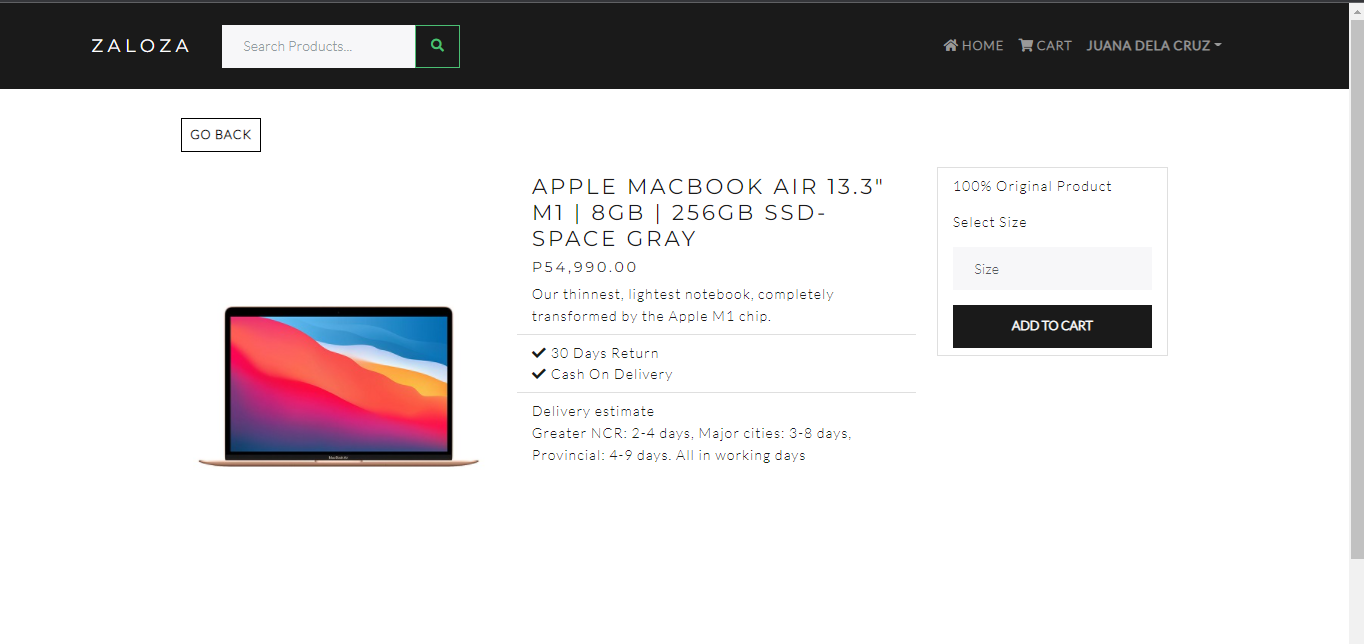 ZALOZA
Search Products...
HOME
CART
JUANA DELA CRUZ
GO BACK
APPLE MACBOOK AIR 13.3"
M1 | 8GB | 256GB SSD-
SPACE GRAY
P54,990.00
Our thinnest, lightest notebook, completely
transformed by the Apple M1 chip.
30 Days Return
Cash On Delivery
Delivery estimate
Greater NCR: 2-4 days, Major cities: 3-8 days,
Provincial: 4-9 days. All in working days
100% Original Product
Select Size
Size
ADD TO CART
MacBook Air